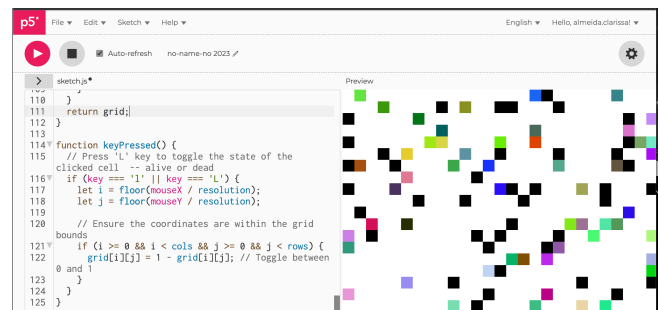 p5* File Edit Sketch Help English Hello, almeida.clarissa!
Auto-refresh no-name-no 2023
sketch.js Preview
110 }
111 return grid;
112 }
113
114 function keyPressed() {
115 // Press 'L' key to toggle the state of the
clicked cell -- alive or dead
116 if (key === 'l' || key === 'L') {
117 let i = floor(mouseX / resolution);
118 let j = floor(mouseY / resolution);
119
120 // Ensure the coordinates are within the grid
bounds
121 if (i >= 0 && i < cols && j >= 0 && j < rows) {
122 grid[i][j] = 1 - grid[i][j]; // Toggle between
0 and 1
123 }
124 }
125 }